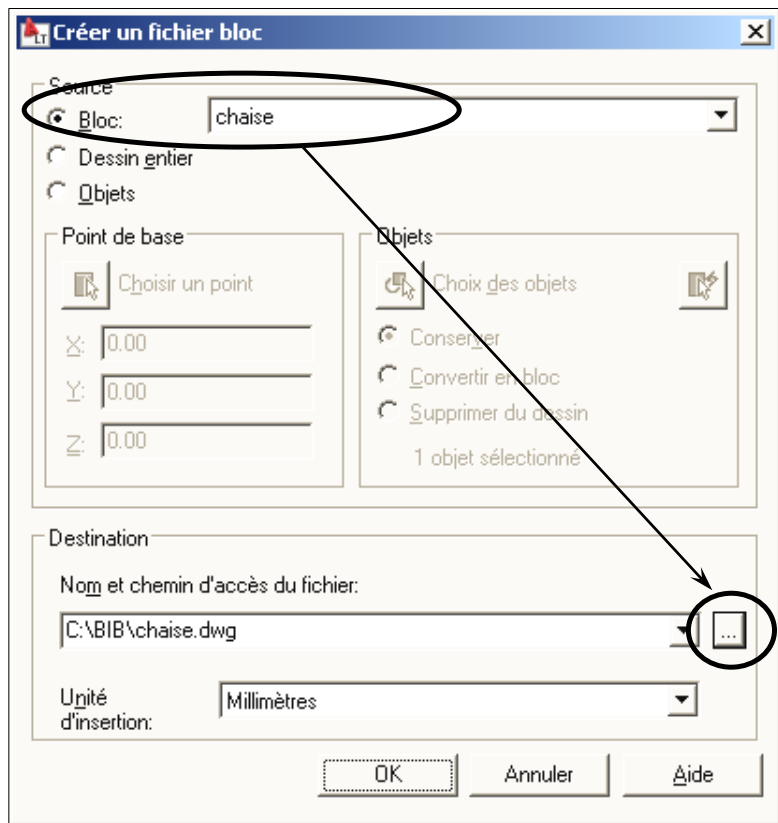 LT Créer un fichier bloc
Source
Bloc: chaise
Dessin entier
Objets
Point de base
Choisir un point
X: 0.00
Y: 0.00
Z: 0.00
Objets
Choix des objets
Conserver
Convertir en bloc
Supprimer du dessin
1 objet sélectionné
Destination
Nom et chemin d'accès du fichier:
C:\BIB\chaise.dwg ...
Unité
d'insertion:
Millimètres
OK Annuler Aide